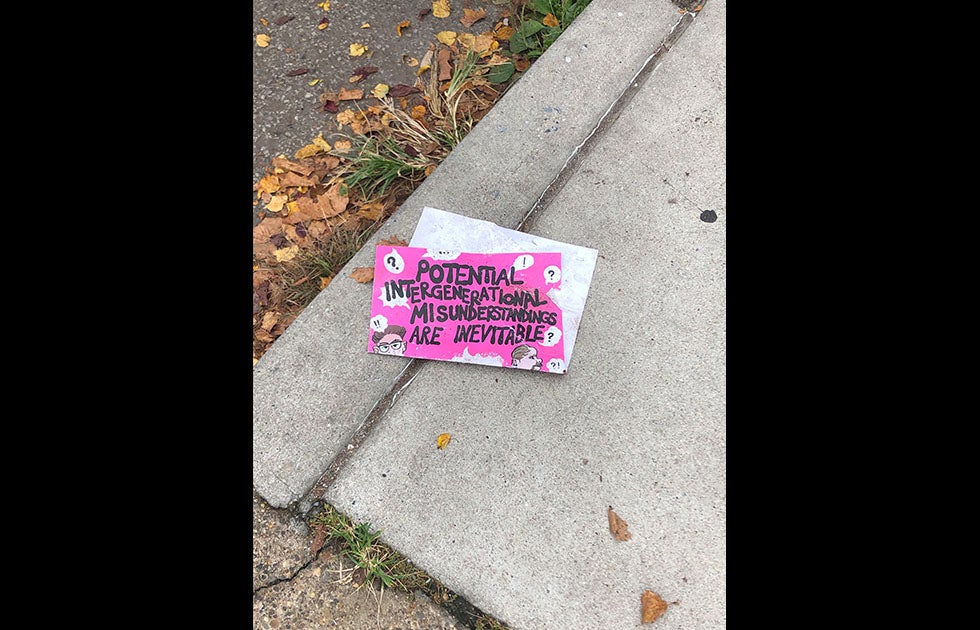 ?
!
?
POTENTIAL
INTERGENERATIONAL
MISUNDERSTANDINGS
ARE INEVITABLE
!!
?
?!